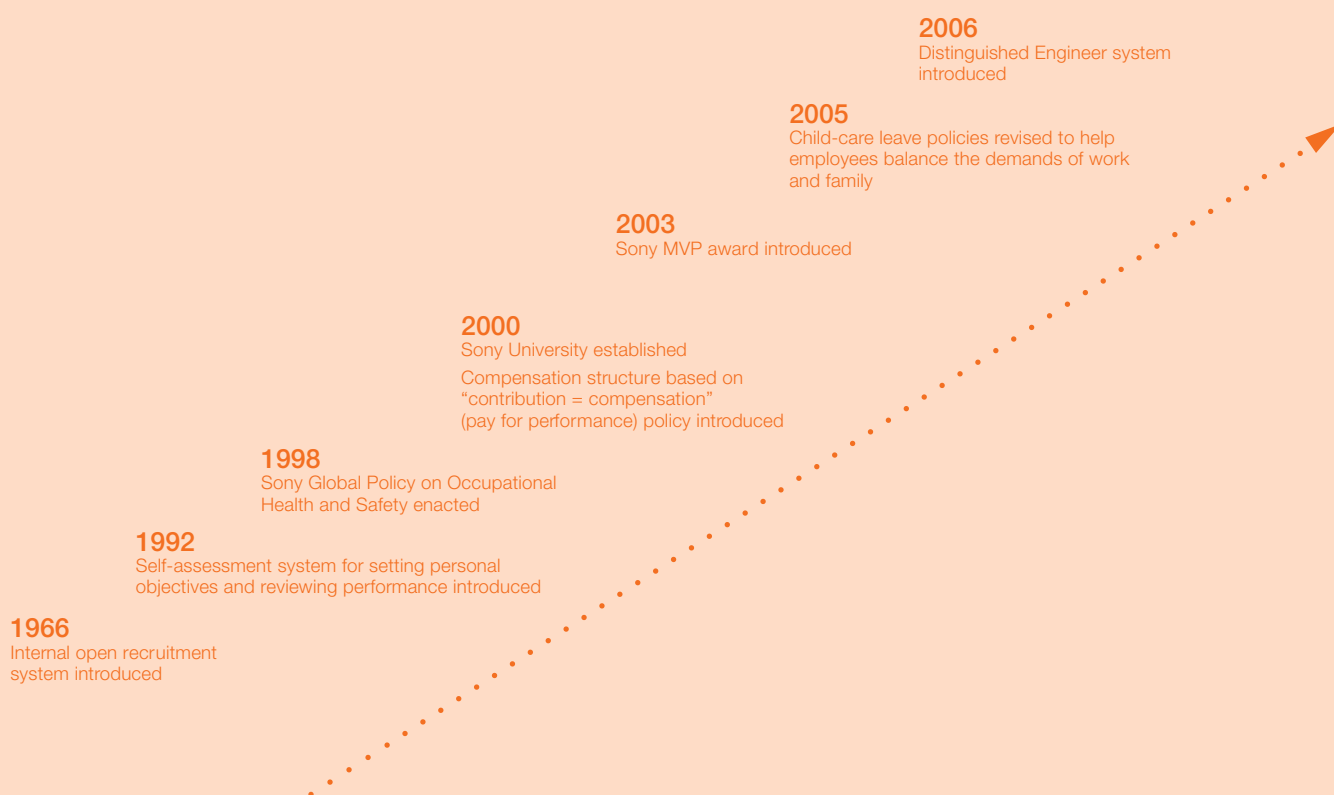 2006
Distinguished Engineer system
introduced
2005
Child-care leave policies revised to help
employees balance the demands of work
and family
2003
Sony MVP award introduced
2000
Sony University established
Compensation structure based on
“contribution = compensation”
(pay for performance) policy introduced
1998
Sony Global Policy on Occupational
Health and Safety enacted
1992
Self-assessment system for setting personal
objectives and reviewing performance introduced
1966
Internal open recruitment
system introduced